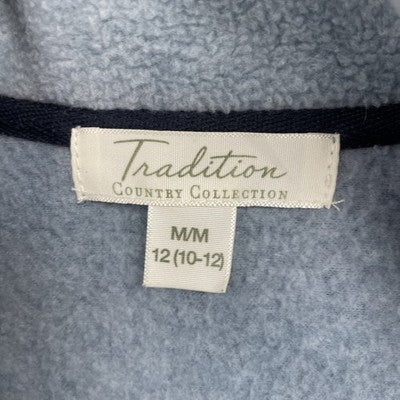 Tradition
COUNTRY COLLECTION
M/M
12 (10-12)